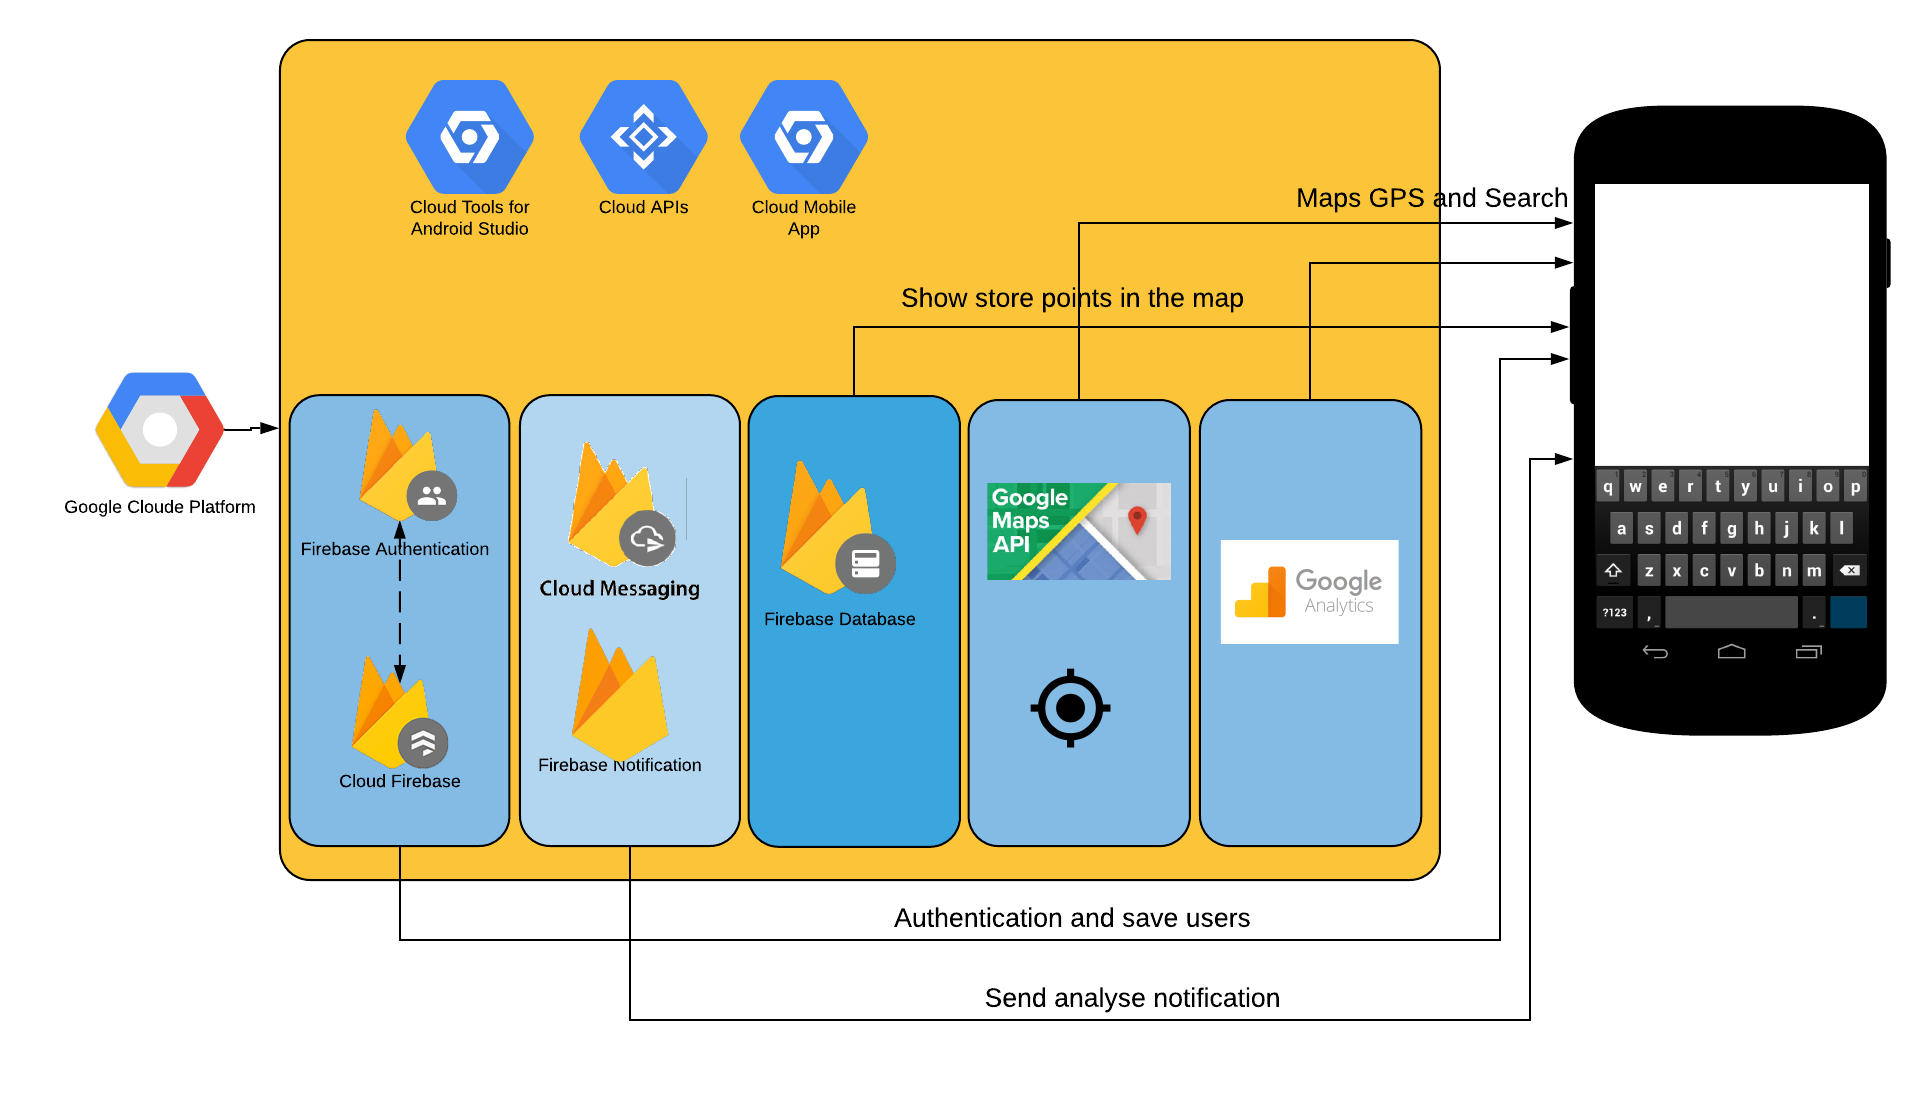 Cloud Tools for
Android Studio
Cloud APIs
Cloud Mobile
App
Maps GPS and Search
Show store points in the map
Google Cloude Platform
Firebase Authentication
Cloud Firebase
Cloud Messaging
Firebase Notification
Firebase Database
Google
Maps
API
Google
Analytics
q w e r t y u i o p
a s d f g h j k l
z x c v b n m
?123 , .
Authentication and save users
Send analyse notification